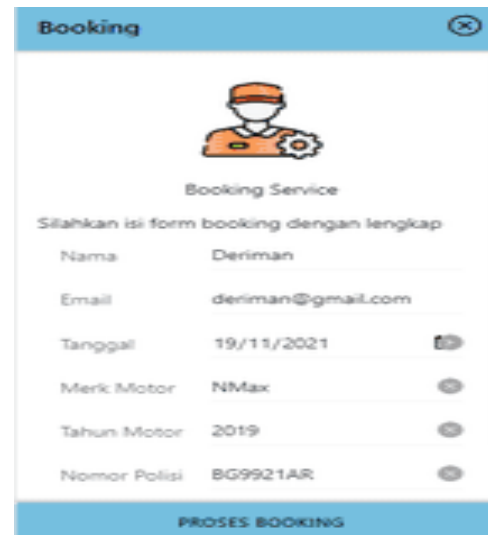 Booking
Booking Service
Silahkan isi form booking dengan lengkap
Nama Deriman
Email deriman@gmail.com
Tanggal 19/11/2021
Merk Motor NMax
Tahun Motor 2019
Nomor Polisi BG9921AR
PROSES BOOKING